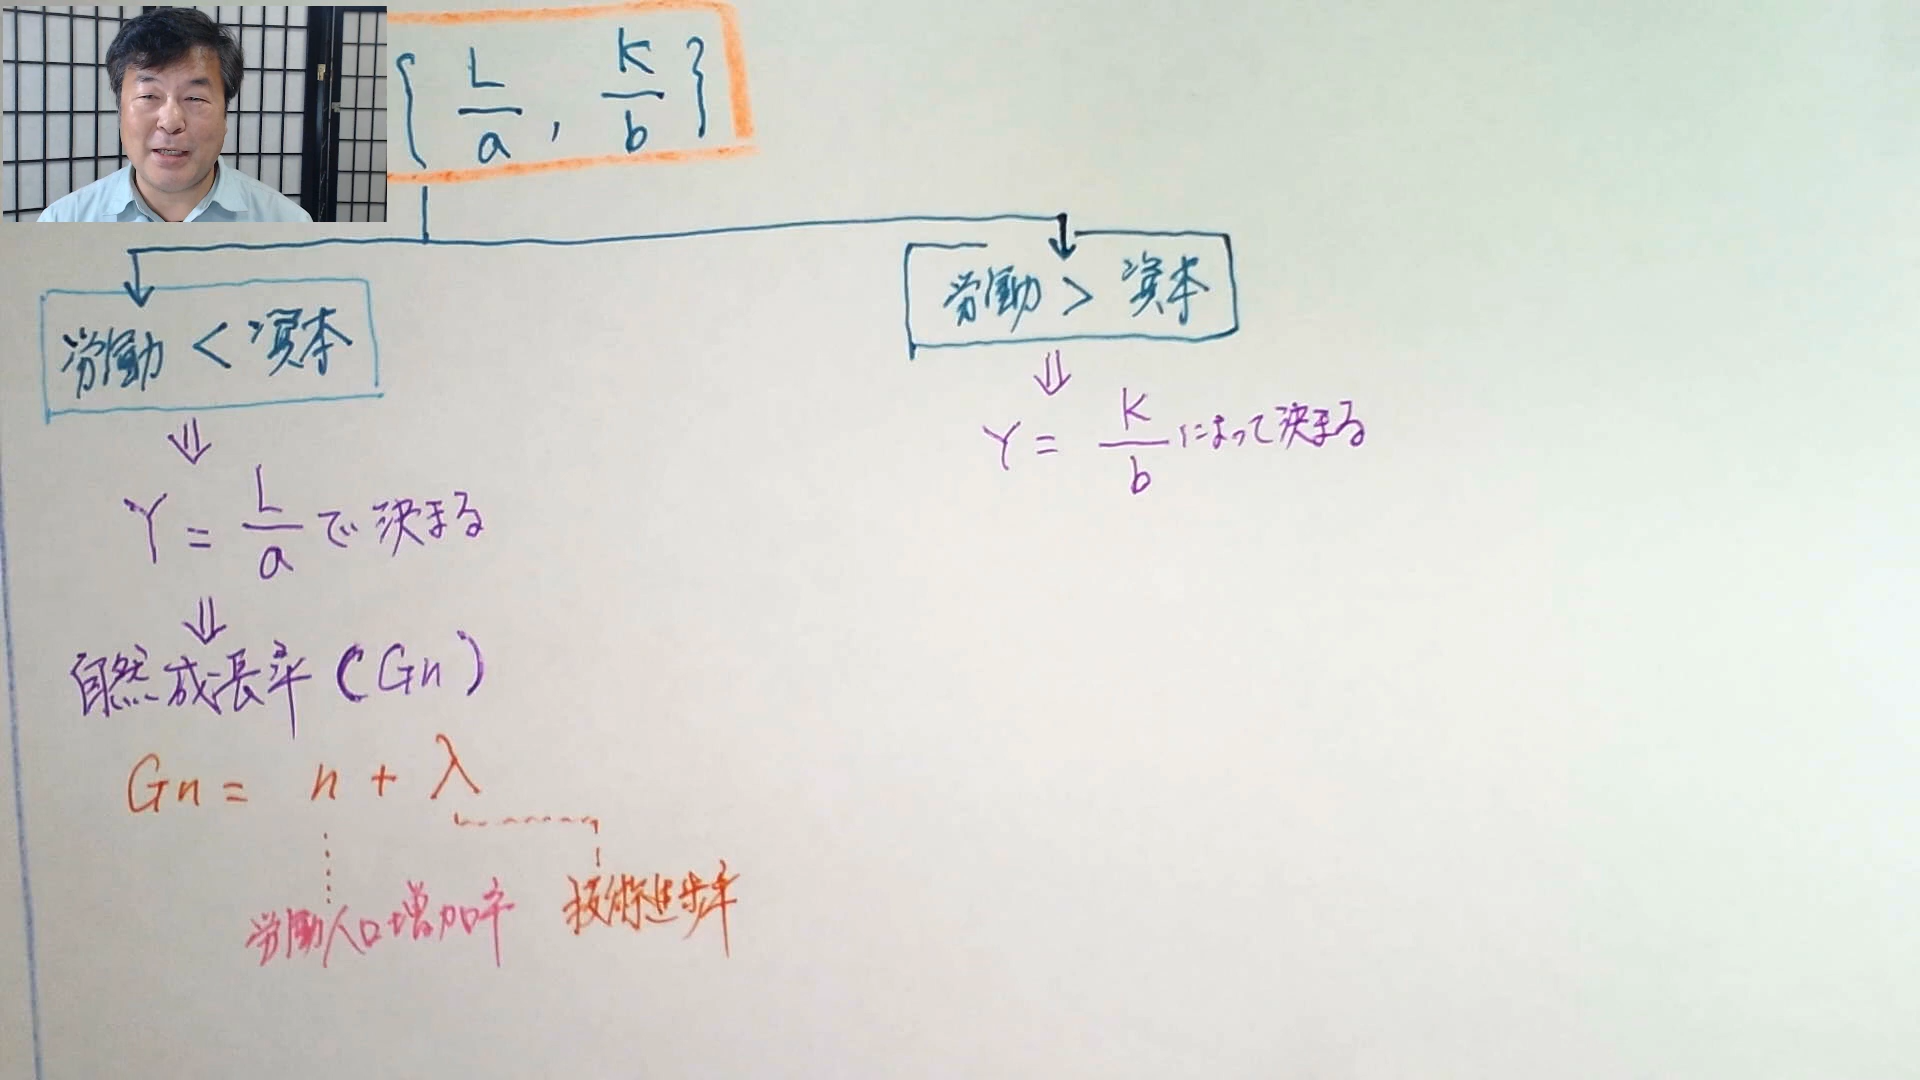 { L/a , K/b }
労働 < 資本
Y = L/a で決まる
自然成長率 (Gn)
Gn = n + λ
労働人口増加率
技術進歩率
労働 > 資本
Y = K/b によって決まる